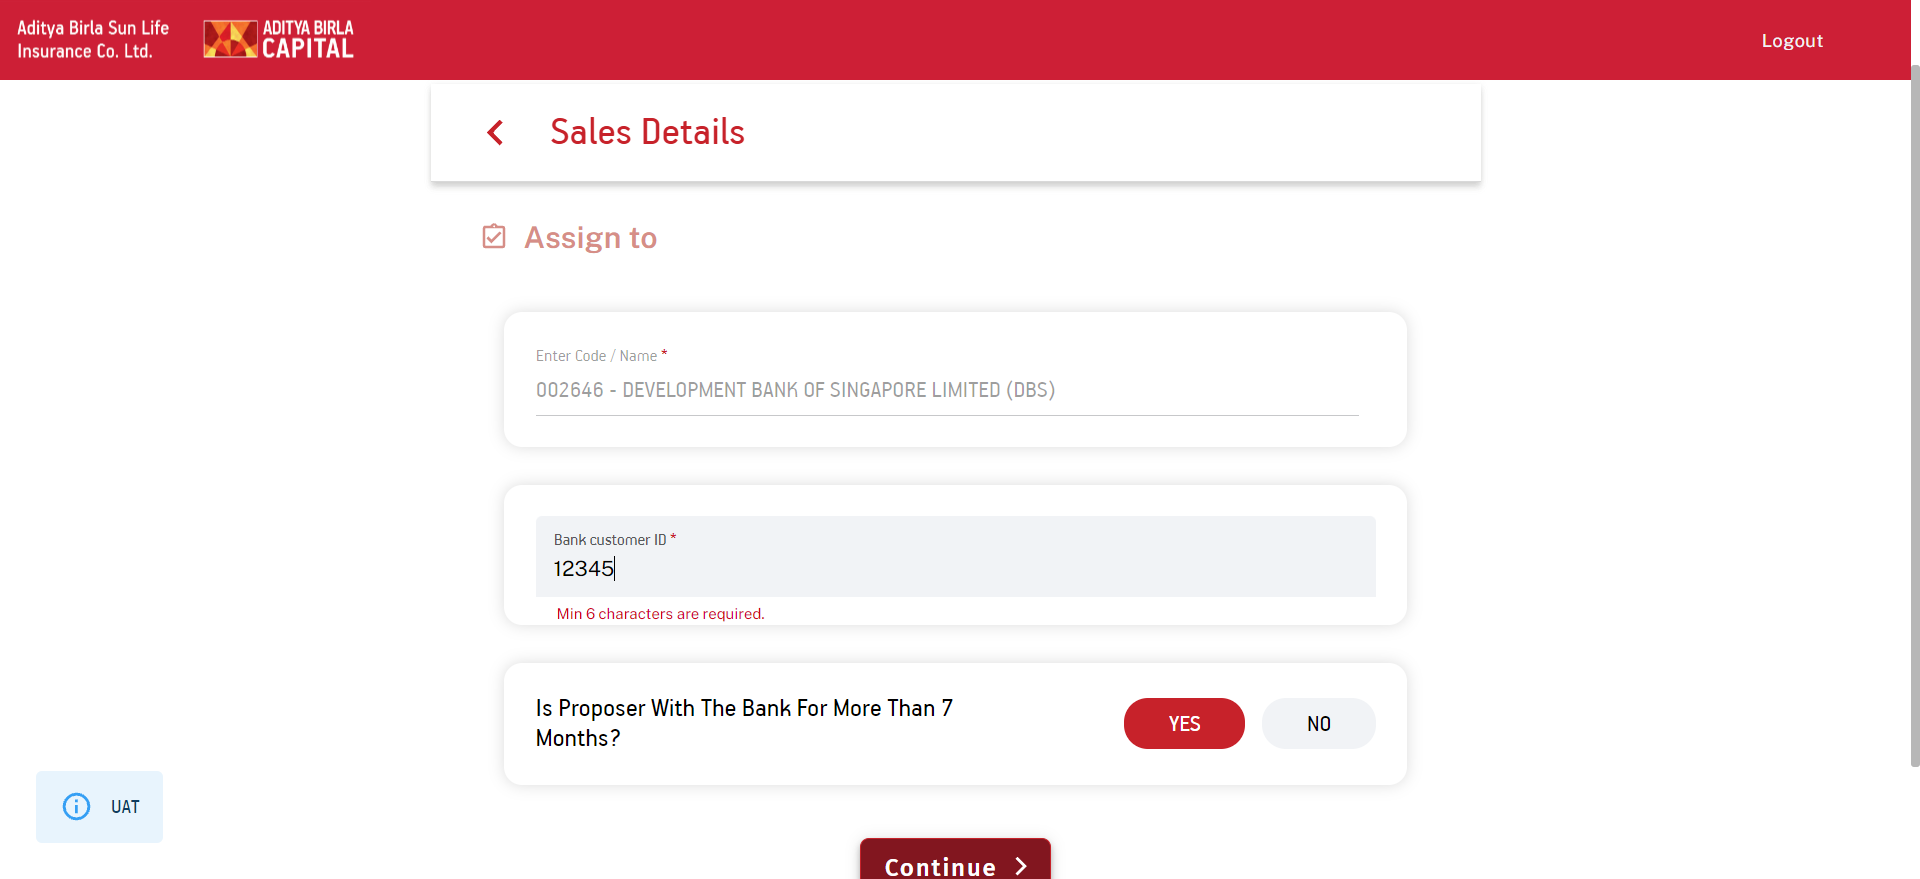 Aditya Birla Sun Life
Insurance Co. Ltd.
ADITYA BIRLA
CAPITAL
Logout
Sales Details
Assign to
Enter Code / Name *
002646 - DEVELOPMENT BANK OF SINGAPORE LIMITED (DBS)
Bank customer ID *
12345
Min 6 characters are required.
Is Proposer With The Bank For More Than 7
Months?
YES
NO
UAT
Continue